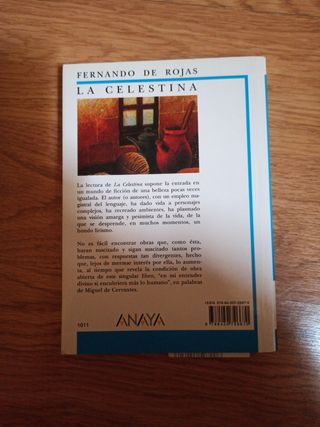 FERNANDO DE ROJAS
LA CELESTINA
La lectura de La Celestina supone la entrada en
un mundo de ficción de una belleza pocas veces
igualada. El autor (o autores), con un empleo ma-
gistral del lenguaje, ha dado vida a personajes
complejos, ha recreado ambientes, ha plasmado
una visión amarga y pesimista de la vida, de la
que se desprende, en muchos momentos, un
hondo lirismo.
No es fácil encontrar obras que, como ésta,
hayan suscitado y sigan suscitando tantos pro-
blemas, con respuestas tan divergentes, hecho
que, lejos de mermar interés por ella, lo aumen-
ta, al tiempo que revela la condición de obra
abierta de este singular libro, "en mi entender
divino si encubriera más lo humano", en palabras
de Miguel de Cervantes.
1011
ANAYA